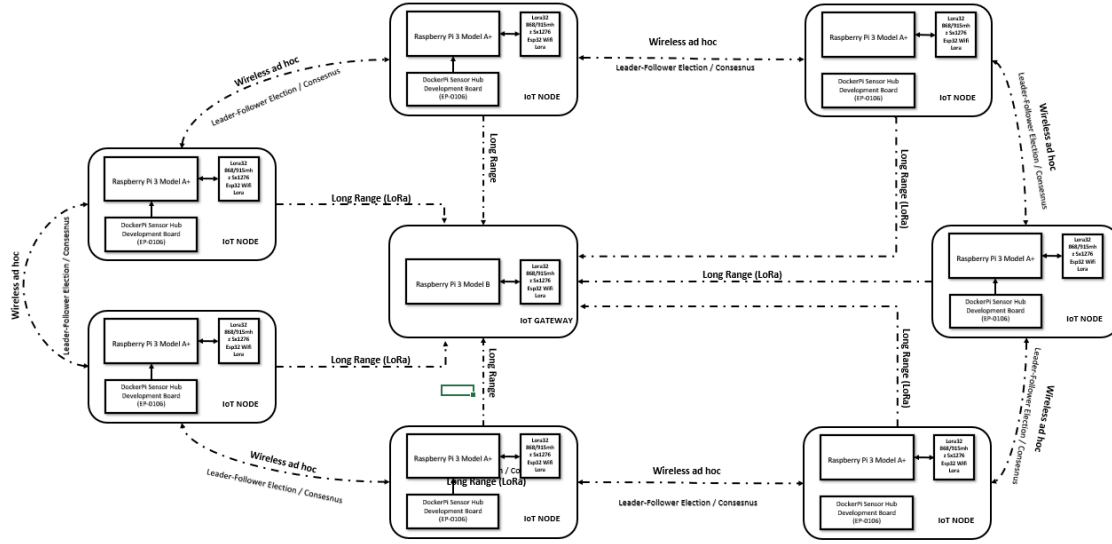 Lora32
868/915mh
z Sx1276
Esp32 Wifi
Lora
Raspberry Pi 3 Model A+
DockerPi Sensor Hub
Development Board
(EP-0106)
IoT NODE
Wireless ad hoc
Leader-Follower Election / Consesnus
Lora32
868/915mh
z Sx1276
Esp32 Wifi
Lora
Raspberry Pi 3 Model A+
DockerPi Sensor Hub
Development Board
(EP-0106)
IoT NODE
Wireless ad hoc
Leader-Follower Election / Consesnus
Long Range
Long Range (LoRa)
Wireless ad hoc
Leader-Follower Election / Consesnus
Lora32
868/915mh
z Sx1276
Esp32 Wifi
Lora
Raspberry Pi 3 Model A+
DockerPi Sensor Hub
Development Board
(EP-0106)
IoT NODE
Long Range (LoRa)
Wireless ad hoc
Leader-Follower Election / Consesnus
Lora32
868/915mh
z Sx1276
Esp32 Wifi
Lora
Raspberry Pi 3 Model B
IoT GATEWAY
Long Range (LoRa)
Lora32
868/915mh
z Sx1276
Esp32 Wifi
Lora
Raspberry Pi 3 Model A+
DockerPi Sensor Hub
Development Board
(EP-0106)
IoT NODE
Lora32
868/915mh
z Sx1276
Esp32 Wifi
Lora
Raspberry Pi 3 Model A+
DockerPi Sensor Hub
Development Board
(EP-0106)
IoT NODE
Long Range (LoRa)
Long Range
Long Range (LoRa)
Wireless ad hoc
Leader-Follower Election / Consesnus
Wireless ad hoc
Leader-Follower Election / Consesnus
Lora32
868/915mh
z Sx1276
Esp32 Wifi
Lora
Raspberry Pi 3 Model A+
Long Range (LoRa)
DockerPi Sensor Hub
Development Board
(EP-0106)
IoT NODE
Wireless ad hoc
Leader-Follower Election / Consesnus
Lora32
868/915mh
z Sx1276
Esp32 Wifi
Lora
Raspberry Pi 3 Model A+
DockerPi Sensor Hub
Development Board
(EP-0106)
IoT NODE